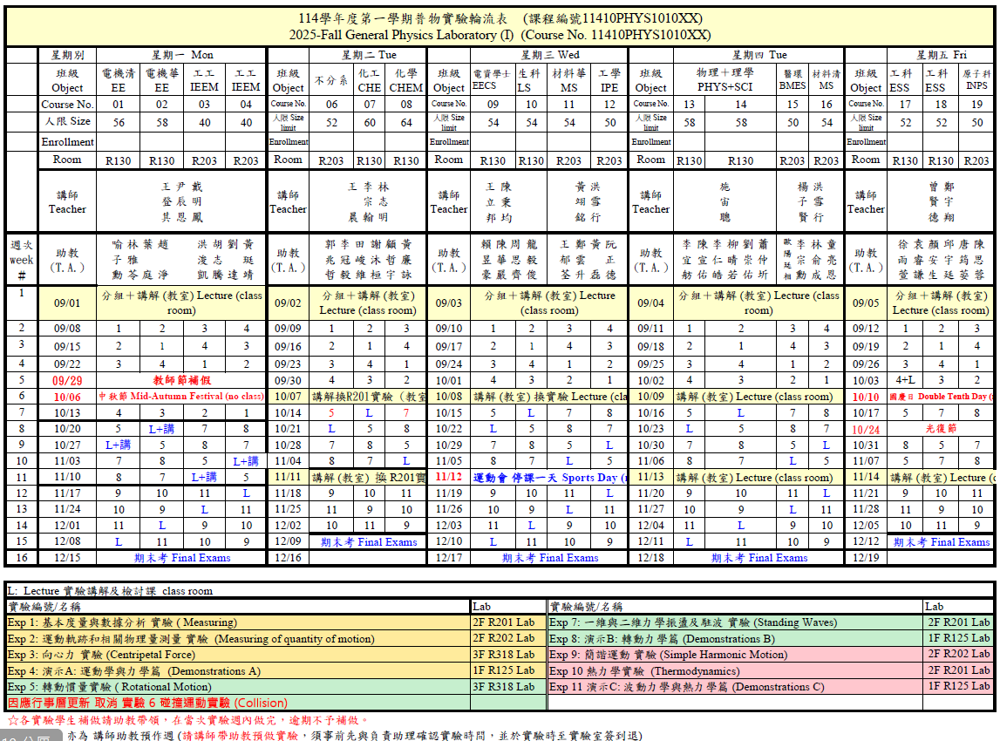 114學年度第一學期普物實驗輪流表 (課程編號11410PHYS1010XX)
2025-Fall General Physics Laboratory (I) (Course No. 11410PHYS1010XX)
星期別 星期一 Mon 星期二 Tue 星期三 Wed 星期四 Tue 星期五 Fri
班級 Object 電機清 EE 電機華 EE 工工 IEEM 工工 IEEM 班級 Object 不分系 化工 CHE 化學 CHEM 班級 Object 電資學士 EECS 生科 LS 材料華 MS 工學 IPE 班級 Object 物理＋理學 PHYS+SCI 醫環 BMES 材料清 MS 班級 Object 工科 ESS 工科 ESS 原子科 INPS
Course No. 01 02 03 04 Course No. 06 07 08 Course No. 09 10 11 12 Course No. 13 14 15 16 Course No. 17 18 19
人限 Size 56 58 40 40 人限 Size limit 52 60 64 人限 Size limit 54 54 54 50 人限 Size limit 58 58 50 54 人限 Size limit 52 52 50
Enrollment Enrollment Enrollment Enrollment Enrollment
Room R130 R130 R203 R203 Room R203 R130 R130 Room R130 R130 R203 R203 Room R130 R130 R203 R203 Room R130 R130 R203
講師 Teacher 王登其 尹辰恩 戴明鳳 講師 Teacher 王晨 李宗翰 林志明 講師 Teacher 王立邦 陳秉均 黃翊銘 洪雪行 講師 Teacher 施宙聰 楊子賢 洪雪行 講師 Teacher 曾賢德 鄭宇翔
週次 week # 助教 (T.A.) 喻子勳 林雅苓 葉庭 趙淨 洪浚凱 胡志騰 劉達 黃珽靖 助教 (T.A.) 郭兆哲 李冠毅 田峻維 謝沐桓 顧哲宇 黃廉詠 助教 (T.A.) 賴昱豪 陳華嚴 周思齊 龍毅俊 王郁荃 鄭雲升 黃磊 阮正德 助教 (T.A.) 李宜舫 陳宣佑 李仁皓 柳晴若 劉崇佑 蕭仲圻 歐陽廷相 李宗勳 林俞成 童亮恩 助教 (T.A.) 徐雨萱 袁睿謙 顏安生 邱宇廷 唐筠荽 陳思蓉
1 09/01 分組＋講解 (教室) Lecture (class room) 09/02 分組＋講解 (教室) Lecture (class room) 09/03 分組＋講解 (教室) Lecture (class room) 09/04 分組＋講解 (教室) Lecture (class room) 09/05 分組＋講解 (教室) Lecture (class room)
2 09/08 1 2 3 4 09/09 1 2 3 09/10 1 2 3 4 09/11 1 2 3 4 09/12 1 2 3
3 09/15 2 1 4 3 09/16 2 1 4 09/17 2 1 4 3 09/18 2 1 4 3 09/19 2 1 4
4 09/22 3 4 1 2 09/23 3 4 1 09/24 3 4 1 2 09/25 3 4 1 2 09/26 3 4 1
5 09/29 教師節補假 09/30 4 3 2 10/01 4 3 2 1 10/02 4 3 2 1 10/03 4+L 3 2
6 10/06 中秋節 Mid-Autumn Festival (no class) 10/07 講解換R201實驗 (教室 10/08 講解 (教室) 換實驗 Lecture (cla 10/09 講解 (教室) Lecture (class room) 10/10 國慶日 Double Tenth Day (
7 10/13 4 3 2 1 10/14 5 L 7 10/15 5 L 7 8 10/16 5 L 7 8 10/17 5 7 8
8 10/20 5 L+講 7 8 10/21 L 5 8 10/22 L 5 8 7 10/23 L 5 8 7 10/24 光復節
9 10/27 L+講 5 8 7 10/28 7 8 5 10/29 7 8 5 L 10/30 7 8 5 L 10/31 8 5 7
10 11/03 7 8 5 L+講 11/04 8 7 L 11/05 8 7 L 5 11/06 8 7 L 5 11/07 5 7 8
11 11/10 8 7 L+講 5 11/11 講解 (教室) 換 R201實 11/12 運動會 停課一天 Sports Day ( 11/13 講解 (教室) Lecture (class room) 11/14 講解 (教室) Lecture (c
12 11/17 9 10 11 L 11/18 9 10 11 11/19 9 10 11 L 11/20 9 10 11 L 11/21 9 10 11
13 11/24 10 9 L 11 11/25 11 9 10 11/26 10 9 L 11 11/27 10 9 L 11 11/28 11 9 10
14 12/01 11 L 9 10 12/02 10 11 9 12/03 11 L 9 10 12/04 11 L 9 10 12/05 10 11 9
15 12/08 L 11 10 9 12/09 期末考 Final Exams 12/10 L 11 10 9 12/11 L 11 10 9 12/12 期末考 Final Exams
16 12/15 期末考 Final Exams 12/16 12/17 期末考 Final Exams 12/18 期末考 Final Exams 12/19
L: Lecture 實驗講解及檢討課 class room
實驗編號/名稱 Lab 實驗編號/名稱 Lab
Exp 1: 基本度量與數據分析 實驗 ( Measuring) 2F R201 Lab Exp 7: 一維與二維力學振盪及駐波 實驗 (Standing Waves) 2F R201 Lab
Exp 2: 運動軌跡和相關物理量測量 實驗 (Measuring of quantity of motion) 2F R202 Lab Exp 8: 演示B: 轉動力學篇 (Demonstrations B) 1F R125 Lab
Exp 3: 向心力 實驗 (Centripetal Force) 3F R318 Lab Exp 9: 簡諧運動 實驗 (Simple Harmonic Motion) 2F R202 Lab
Exp 4: 演示A: 運動學與力學篇 (Demonstrations A) 1F R125 Lab Exp 10 熱力學實驗 (Thermodynamics) 2F R201 Lab
Exp 5: 轉動慣量實驗 ( Rotational Motion) 3F R318 Lab Exp 11 演示C: 波動力學與熱力學篇 (Demonstrations C) 1F R125 Lab
因應行事曆更新 取消 實驗 6 碰撞運動實驗 (Collision)
☆各實驗學生補做請助教帶領，在當次實驗週內做完，逾期不予補做。
亦為 講師助教預作週 (請講師帶助教預做實驗，須事前先與負責助理確認實驗時間，並於實驗時至實驗室簽到退)